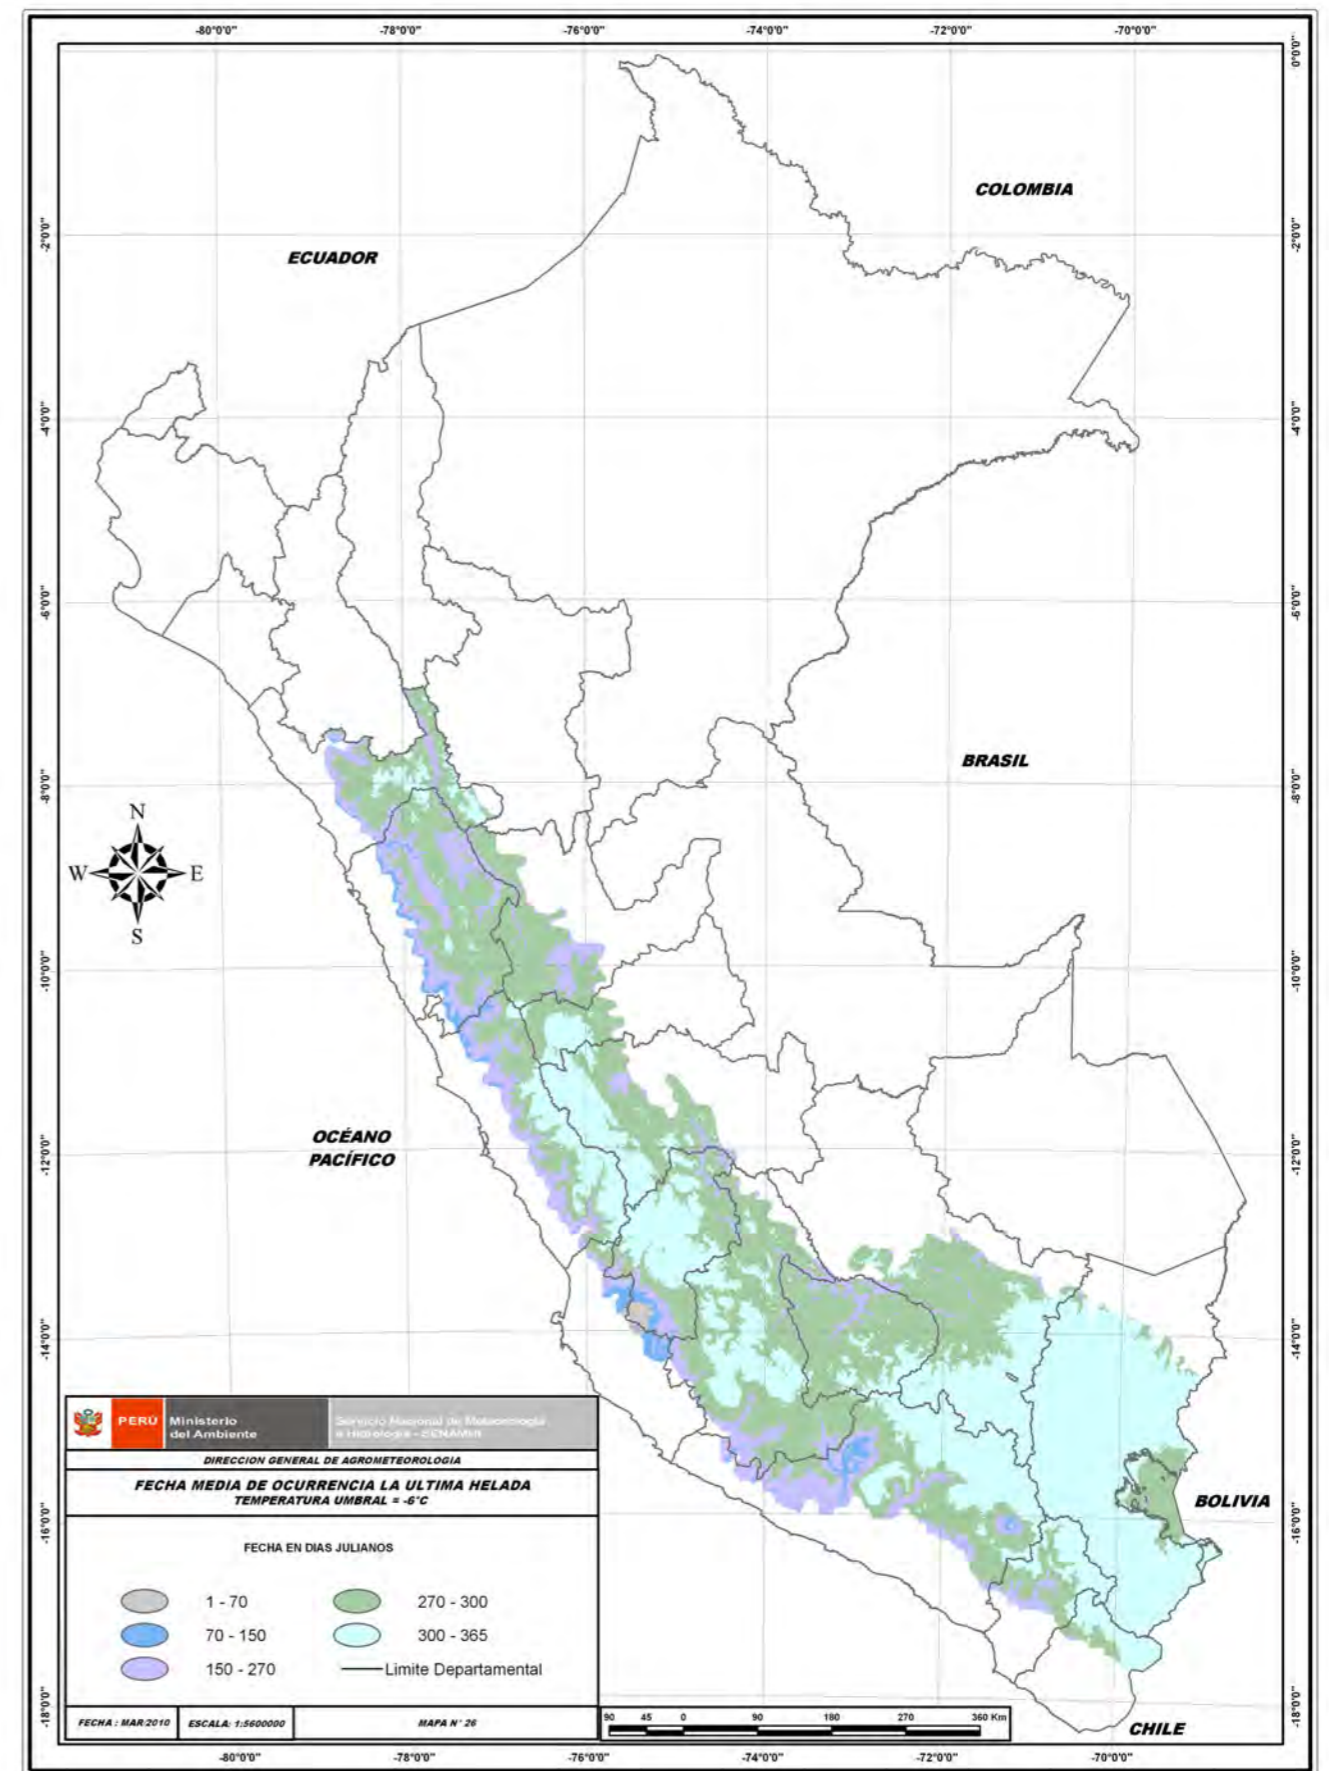 -80°0'0"
-78°0'0"
-76°0'0"
-74°0'0"
-72°0'0"
-70°0'0"
0°0'0"
COLOMBIA
ECUADOR
-2°0'0"
-2°0'0"
-4°0'0"
-4°0'0"
-6°0'0"
-6°0'0"
BRASIL
-8°0'0"
-8°0'0"
N
W
E
S
-10°0'0"
-10°0'0"
OCÉANO
PACÍFICO
-12°0'0"
-12°0'0"
-14°0'0"
-14°0'0"
PERÚ
Ministerio
del Ambiente
Servicio Nacional de Meteorología
e Hidrología - SENAMHI
DIRECCION GENERAL DE AGROMETEOROLOGIA
FECHA MEDIA DE OCURRENCIA LA ULTIMA HELADA
TEMPERATURA UMBRAL = -6°C
BOLIVIA
-16°0'0"
-16°0'0"
FECHA EN DIAS JULIANOS
1 - 70
270 - 300
70 - 150
300 - 365
150 - 270
Limite Departamental
FECHA : MAR/2010
ESCALA: 1:5600000
MAPA N° 26
90 45 0 90 180 270 360 Km
CHILE
-18°0'0"
-18°0'0"
-80°0'0"
-78°0'0"
-76°0'0"
-74°0'0"
-72°0'0"
-70°0'0"